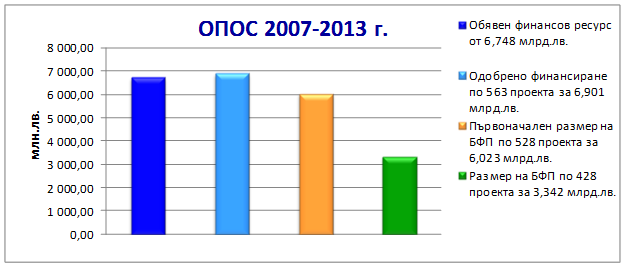 ОПОС 2007-2013 г.
млн.лв.
8 000,00
7 000,00
6 000,00
5 000,00
4 000,00
3 000,00
2 000,00
1 000,00
0,00
Обявен финансов ресурс
от 6,748 млрд.лв.
Одобрено финансиране
по 563 проекта за 6,901
млрд.лв.
Първоначален размер на
БФП по 528 проекта за
6,023 млрд.лв.
Размер на БФП по 428
проекта за 3,342 млрд.лв.